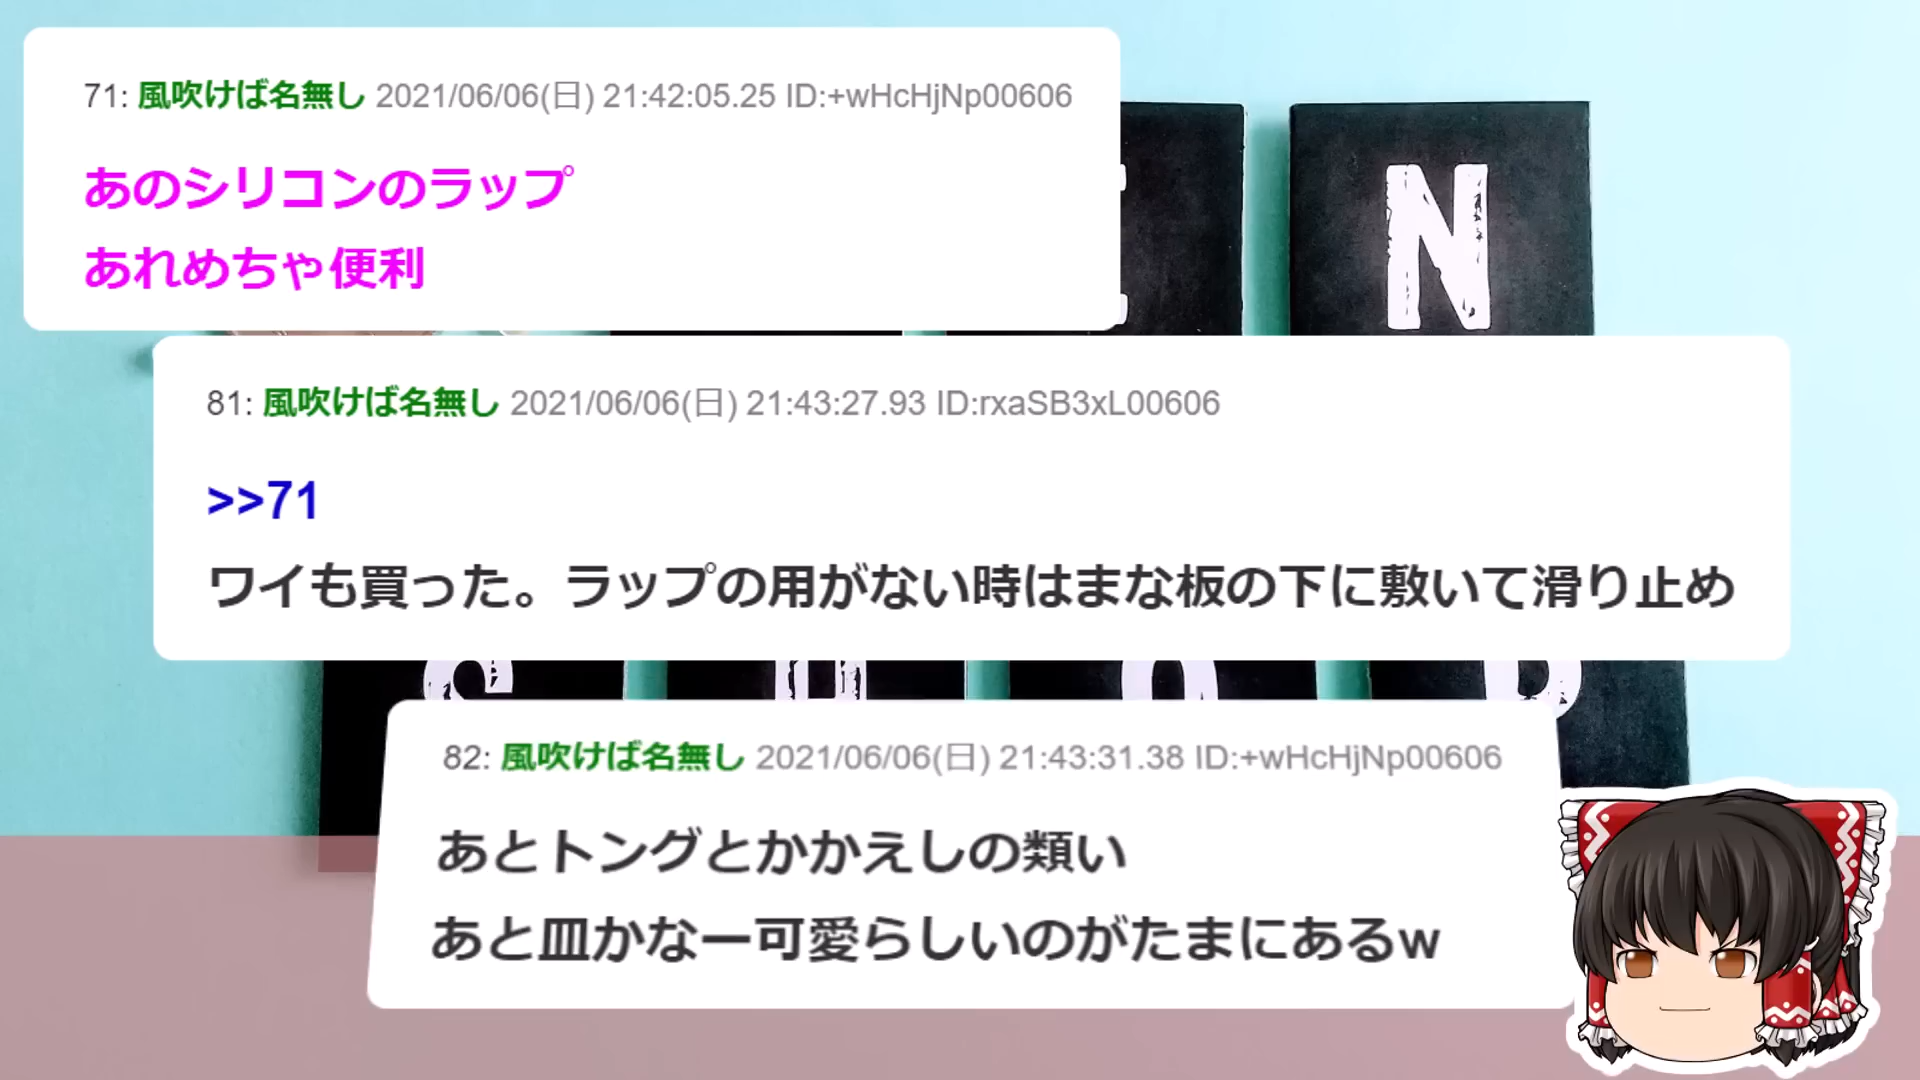 71: 風吹けば名無し 2021/06/06(日) 21:42:05.25 ID:+wHcHjNp00606
あのシリコンのラップ
あれめちゃ便利
N
81: 風吹けば名無し 2021/06/06(日) 21:43:27.93 ID:rxaSB3xL00606
>>71
ワイも買った。ラップの用がない時はまな板の下に敷いて滑り止め
82: 風吹けば名無し 2021/06/06(日) 21:43:31.38 ID:+wHcHjNp00606
あとトングとかかえしの類い
あと皿かなー可愛らしいのがたまにあるw